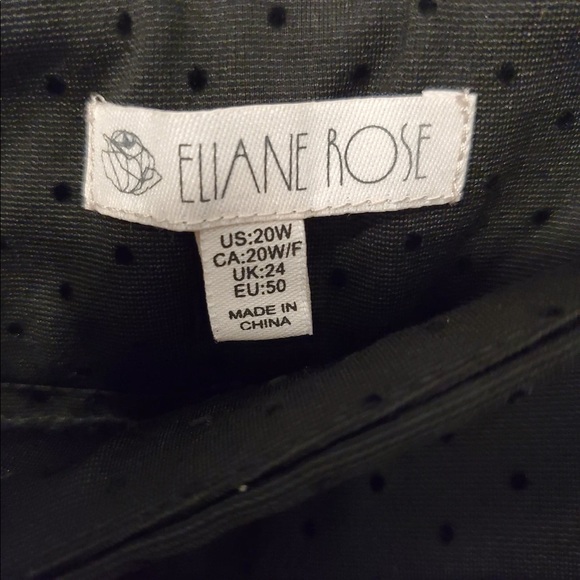 ELIANE ROSE
US:20W
CA:20W/F
UK:24
EU:50
MADE IN
CHINA